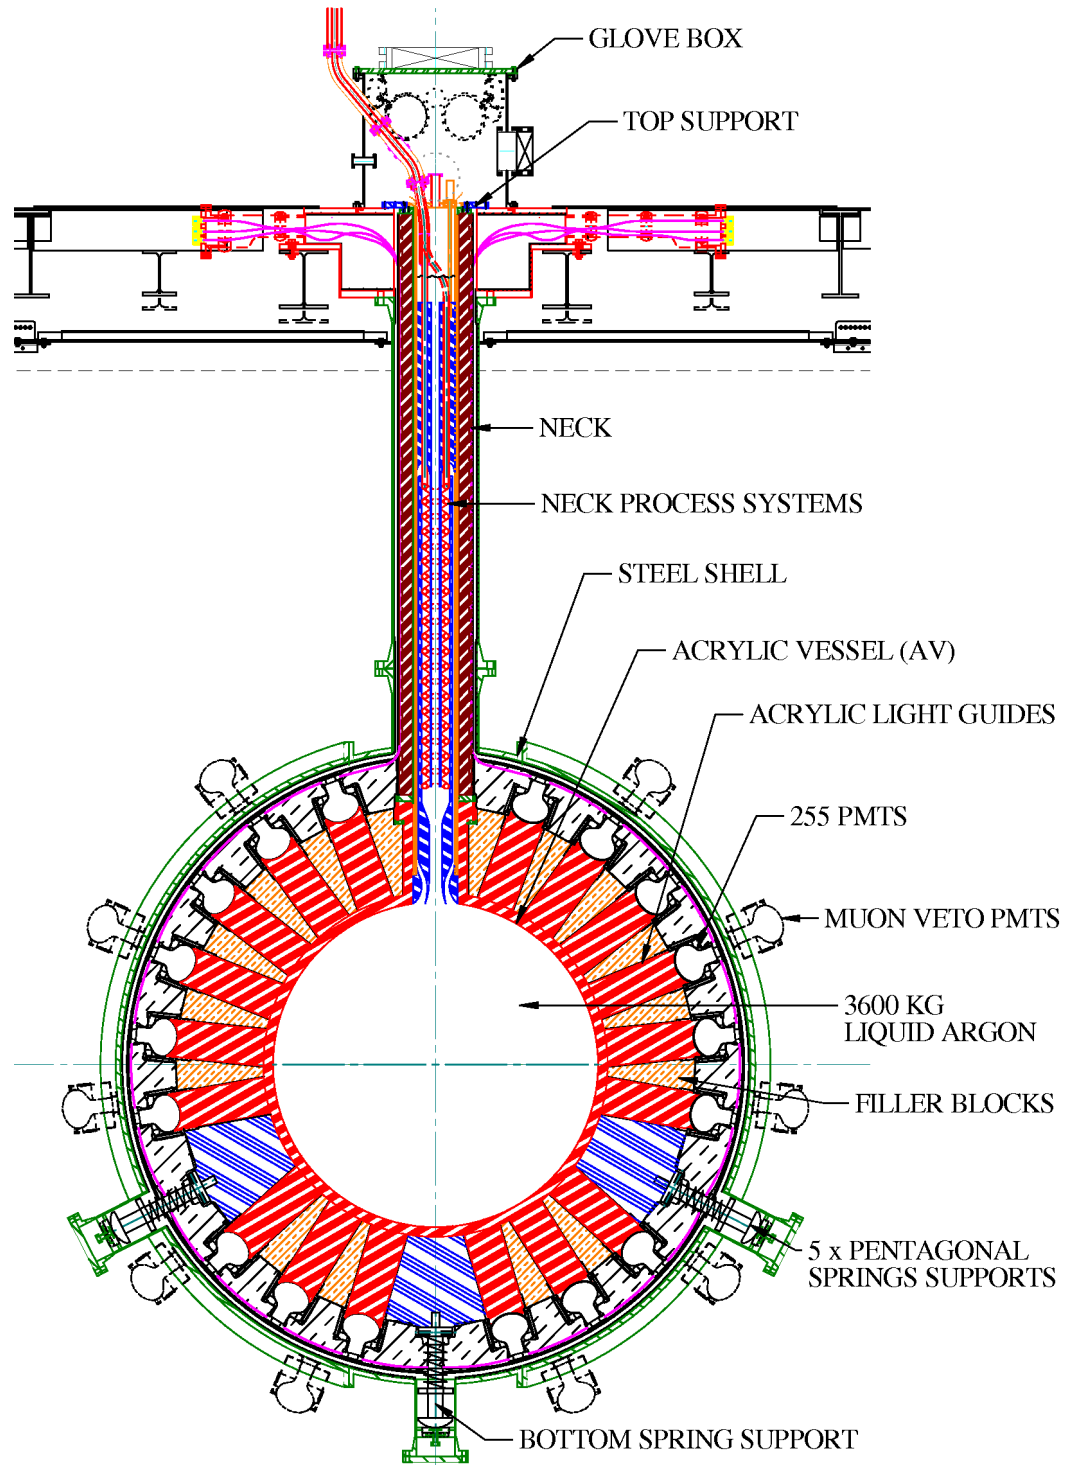 GLOVE BOX
TOP SUPPORT
NECK
NECK PROCESS SYSTEMS
STEEL SHELL
ACRYLIC VESSEL (AV)
ACRYLIC LIGHT GUIDES
255 PMTS
MUON VETO PMTS
3600 KG
LIQUID ARGON
FILLER BLOCKS
5 x PENTAGONAL
SPRINGS SUPPORTS
BOTTOM SPRING SUPPORT